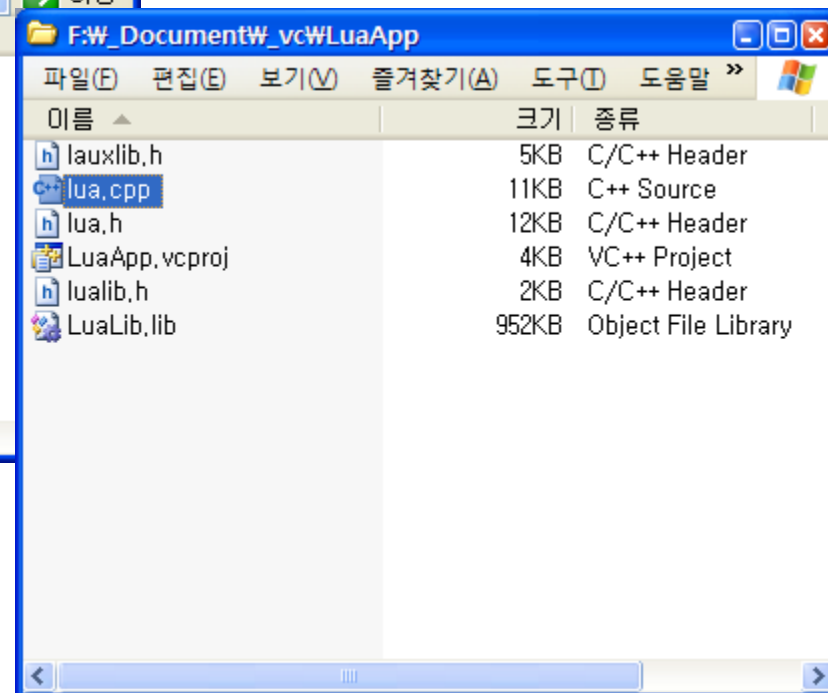 F:₩_Document₩_vc₩LuaApp
파일(F) 편집(E) 보기(V) 즐겨찾기(A) 도구(T) 도움말 »
이름 크기 종류
lauxlib.h 5KB C/C++ Header
lua.cpp 11KB C++ Source
lua.h 12KB C/C++ Header
LuaApp.vcproj 4KB VC++ Project
lualib.h 2KB C/C++ Header
LuaLib.lib 952KB Object File Library